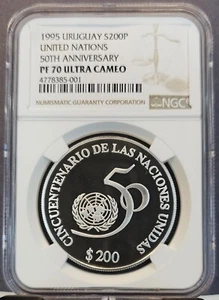 1995 URUGUAY S200P
UNITED NATIONS
50TH ANNIVERSARY
PF 70 ULTRA CAMEO
4778385-001
NUMISMATIC GUARANTY CORPORATION
NGC
CINCUENTENARIO DE LAS NACIONES UNIDAS
50
$200